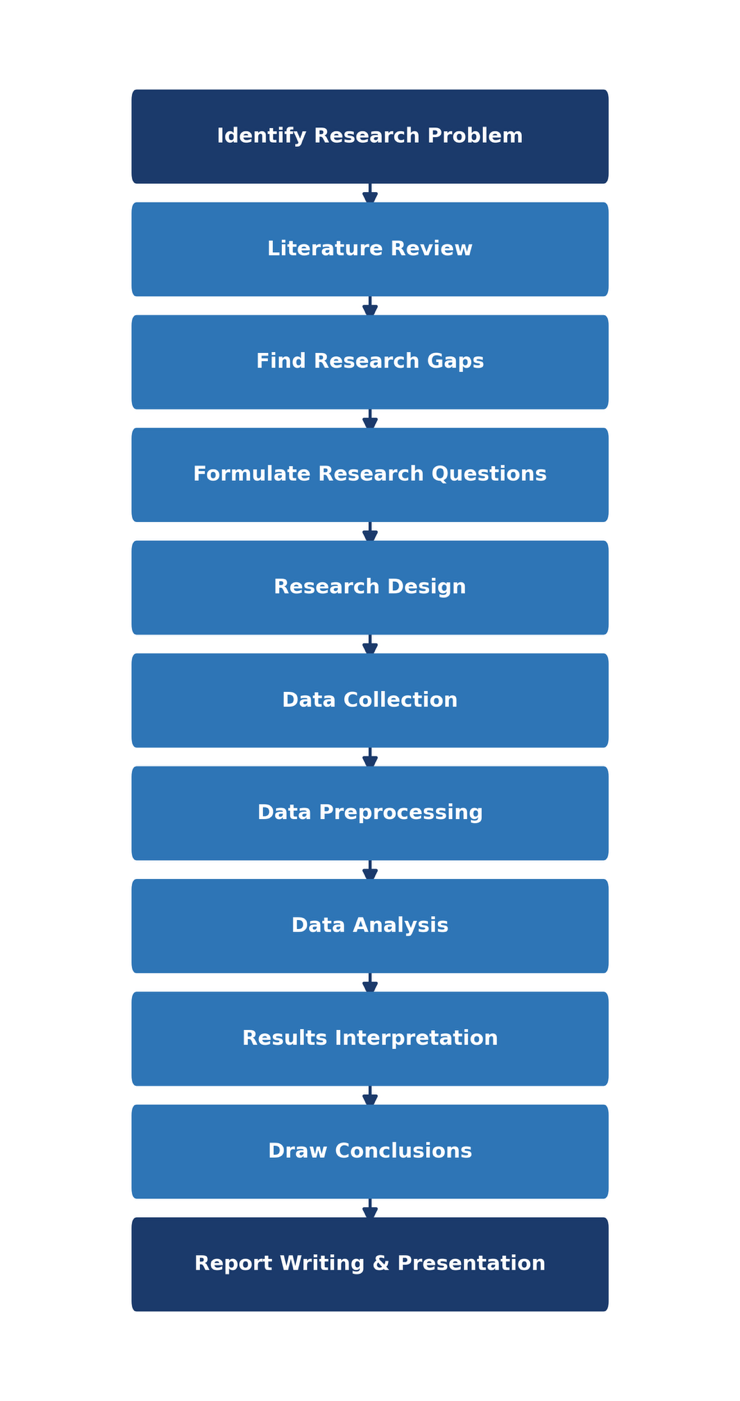 Identify Research Problem
Literature Review
Find Research Gaps
Formulate Research Questions
Research Design
Data Collection
Data Preprocessing
Data Analysis
Results Interpretation
Draw Conclusions
Report Writing & Presentation